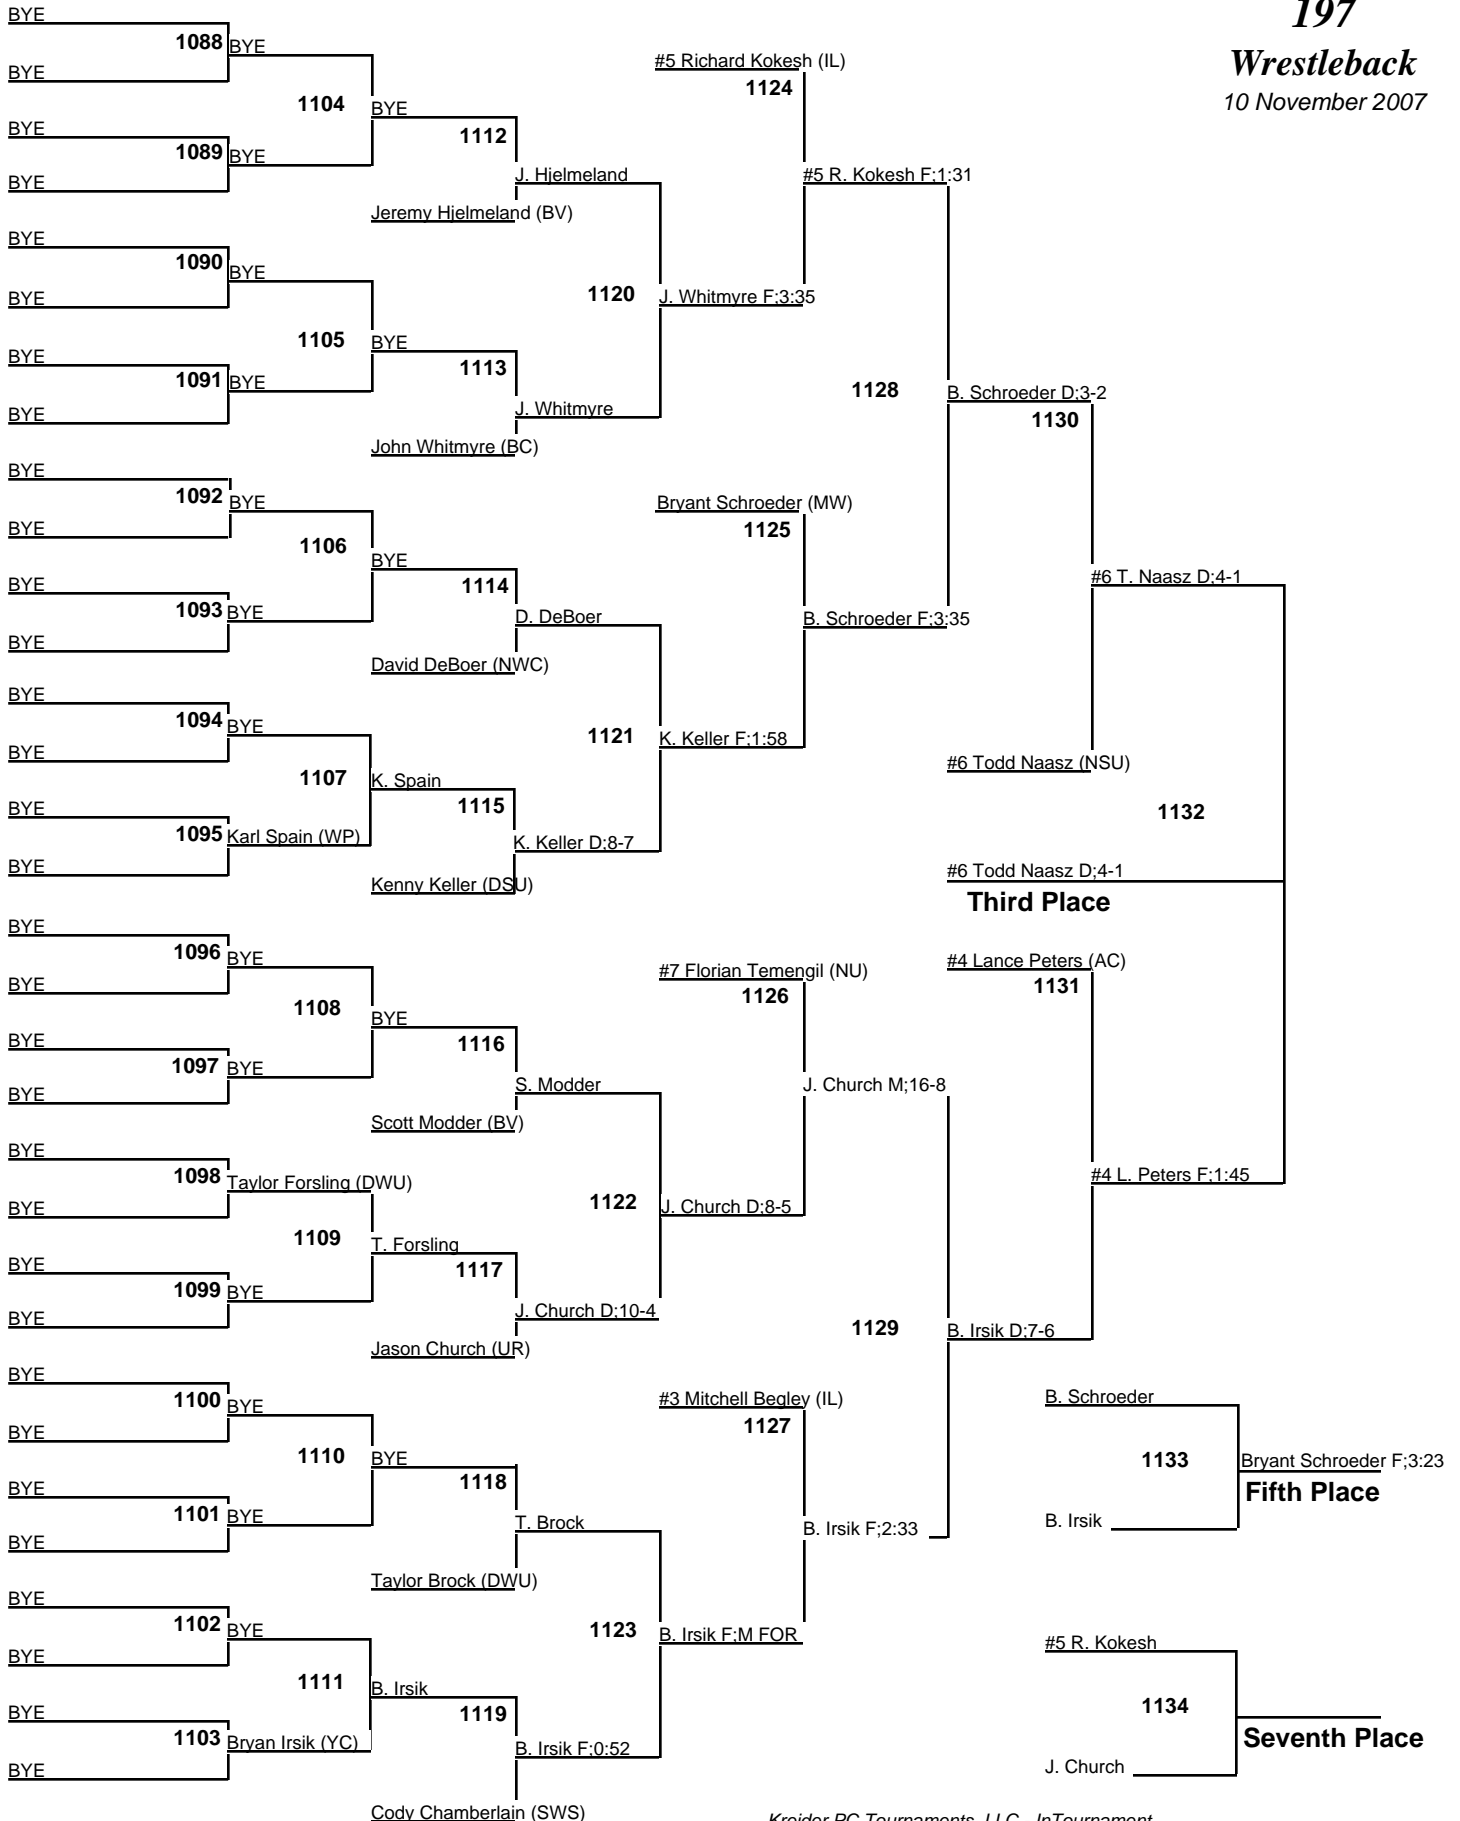 197
Wrestleback
10 November 2007
BYE
1088
BYE
BYE
1104
BYE
BYE
1089
BYE
BYE
1112
J. Hjelmeland
Jeremy Hjelmeland (BV)
BYE
1090
BYE
BYE
1105
BYE
BYE
1091
BYE
BYE
1113
J. Whitmyre
John Whitmyre (BC)
1120
J. Whitmyre F;3:35
#5 Richard Kokesh (IL)
1124
#5 R. Kokesh F;1:31
BYE
1092
BYE
BYE
1106
BYE
BYE
1093
BYE
BYE
1114
D. DeBoer
David DeBoer (NWC)
BYE
1094
BYE
BYE
1107
K. Spain
BYE
1095
Karl Spain (WP)
BYE
1115
K. Keller D;8-7
Kenny Keller (DSU)
1121
K. Keller F;1:58
Bryant Schroeder (MW)
1125
B. Schroeder F;3:35
1128
B. Schroeder D;3-2
1130
#6 T. Naasz D;4-1
#6 Todd Naasz (NSU)
1132
#6 Todd Naasz D;4-1
Third Place
BYE
1096
BYE
BYE
1108
BYE
BYE
1097
BYE
BYE
1116
S. Modder
Scott Modder (BV)
BYE
1098
Taylor Forsling (DWU)
BYE
1109
T. Forsling
BYE
1099
BYE
BYE
1117
J. Church D;10-4
Jason Church (UR)
1122
J. Church D;8-5
#7 Florian Temengil (NU)
1126
J. Church M;16-8
#4 Lance Peters (AC)
1131
#4 L. Peters F;1:45
BYE
1100
BYE
BYE
1110
BYE
BYE
1101
BYE
BYE
1118
T. Brock
Taylor Brock (DWU)
BYE
1102
BYE
BYE
1111
B. Irsik
BYE
1103
Bryan Irsik (YC)
BYE
1119
B. Irsik F;0:52
Cody Chamberlain (SWS)
1123
B. Irsik F;M FOR
#3 Mitchell Begley (IL)
1127
B. Irsik F;2:33
1129
B. Irsik D;7-6
B. Schroeder
1133
Bryant Schroeder F;3:23
Fifth Place
B. Irsik
#5 R. Kokesh
1134
Seventh Place
J. Church
Kreider PC Tournaments, LLC - InTournament